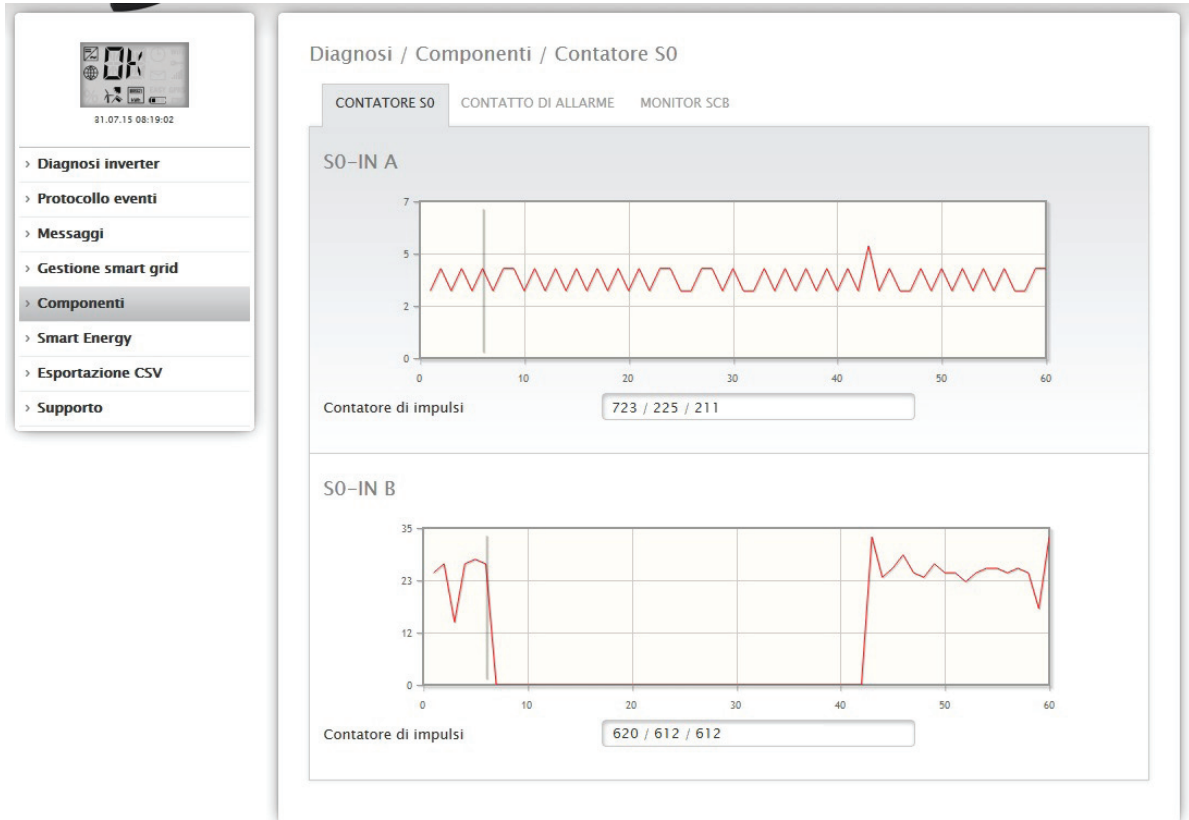 OK
31.07.15 08:19:02
› Diagnosi inverter
› Protocollo eventi
› Messaggi
› Gestione smart grid
› Componenti
› Smart Energy
› Esportazione CSV
› Supporto
Diagnosi / Componenti / Contatore S0
CONTATORE S0 CONTATTO DI ALLARME MONITOR SCB
S0-IN A
7
5
2
0
0 10 20 30 40 50 60
Contatore di impulsi 723 / 225 / 211
S0-IN B
35
23
12
0
0 10 20 30 40 50 60
Contatore di impulsi 620 / 612 / 612